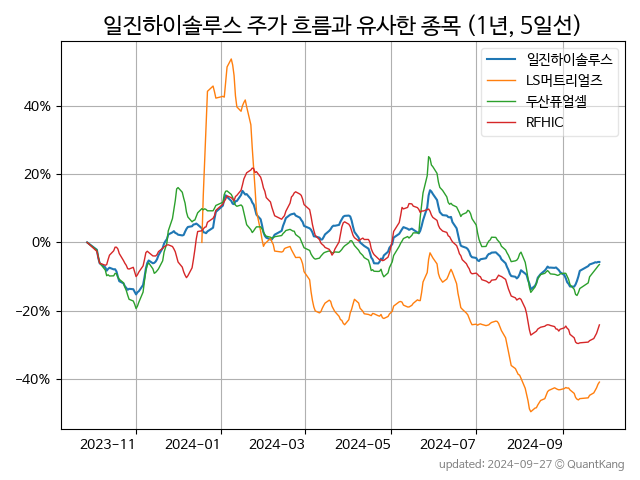 일진하이솔루스 주가 흐름과 유사한 종목 (1년, 5일선)
일진하이솔루스
LS머트리얼즈
두산퓨얼셀
RFHIC
40%
20%
0%
−20%
−40%
2023-11 2024-01 2024-03 2024-05 2024-07 2024-09
updated: 2024-09-27 © QuantKang